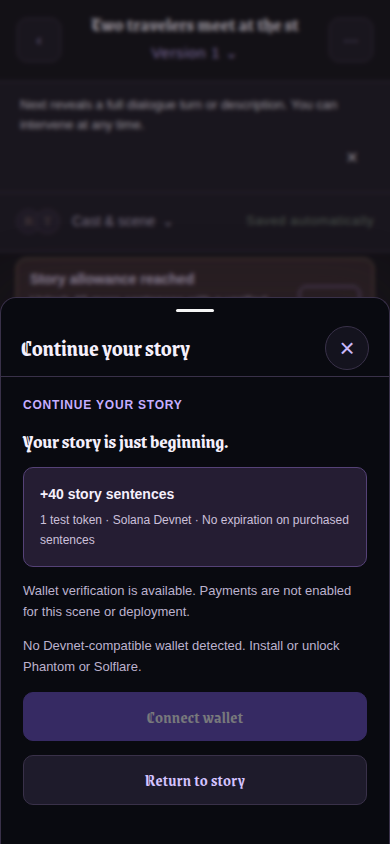 Two travelers meet at the st
Version 1
Next reveals a full dialogue turn or description. You can
intervene at any time.
Cast & scene
Saved automatically
Story allowance reached
Continue your story
CONTINUE YOUR STORY
Your story is just beginning.
+40 story sentences
1 test token · Solana Devnet · No expiration on purchased
sentences
Wallet verification is available. Payments are not enabled
for this scene or deployment.
No Devnet-compatible wallet detected. Install or unlock
Phantom or Solflare.
Connect wallet
Return to story